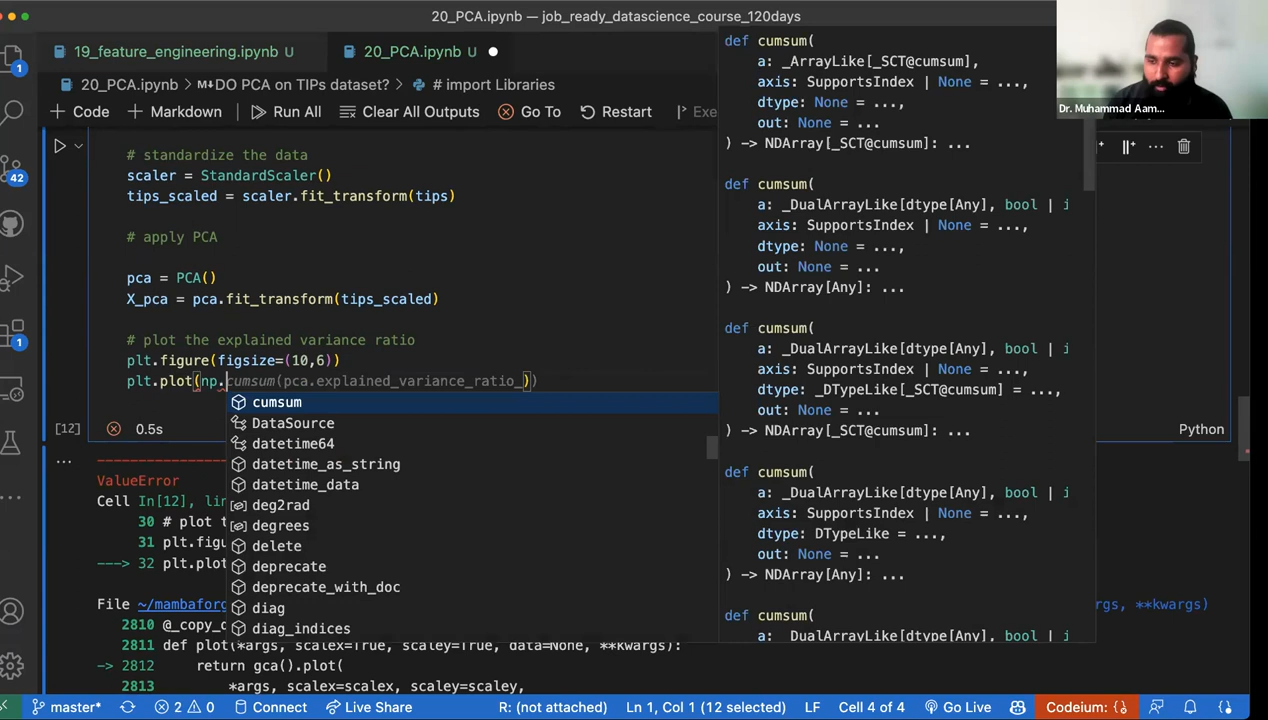 20_PCA.ipynb — job_ready_datascience_course_120days
19_feature_engineering.ipynb U
20_PCA.ipynb U
20_PCA.ipynb > M↓DO PCA on TIPs dataset? > # import Libraries
+ Code + Markdown Run All Clear All Outputs Go To Restart Exe
# standardize the data
scaler = StandardScaler()
tips_scaled = scaler.fit_transform(tips)
# apply PCA
pca = PCA()
X_pca = pca.fit_transform(tips_scaled)
# plot the explained variance ratio
plt.figure(figsize=(10,6))
plt.plot(np.cumsum(pca.explained_variance_ratio_))
cumsum
DataSource
datetime64
datetime_as_string
datetime_data
deg2rad
degrees
delete
deprecate
deprecate_with_doc
diag
diag_indices
def cumsum(
a: _ArrayLike[_SCT@cumsum],
axis: SupportsIndex | None = ...,
dtype: None = ...,
out: None = ...
) -> NDArray[_SCT@cumsum]: ...
def cumsum(
a: _DualArrayLike[dtype[Any], bool | i
axis: SupportsIndex | None = ...,
dtype: None = ...,
out: None = ...
) -> NDArray[Any]: ...
def cumsum(
a: _DualArrayLike[dtype[Any], bool | i
axis: SupportsIndex | None = ...,
dtype: _DTypeLike[_SCT@cumsum] = ...,
out: None = ...
) -> NDArray[_SCT@cumsum]: ...
def cumsum(
a: _DualArrayLike[dtype[Any], bool | i
axis: SupportsIndex | None = ...,
dtype: DTypeLike = ...,
out: None = ...
) -> NDArray[Any]: ...
def cumsum(
a: _DualArrayLike[dtype[Any], bool | i
Dr. Muhammad Aam...
1
42
1
[12] 0.5s
Python
ValueError
Cell In[12], lin
30 # plot t
31 plt.figu
---> 32 plt.plot
File ~/mambaforg
rgs, **kwargs)
2810 @_copy_d
2811 def plot(*args, scalex=True, scaley=True, data=None, **kwargs):
-> 2812 return gca().plot(
2813 *args, scalex=scalex, scaley=scaley,
master* 2 0 Connect Live Share R: (not attached) Ln 1, Col 1 (12 selected) LF Cell 4 of 4 Go Live Codeium: {}